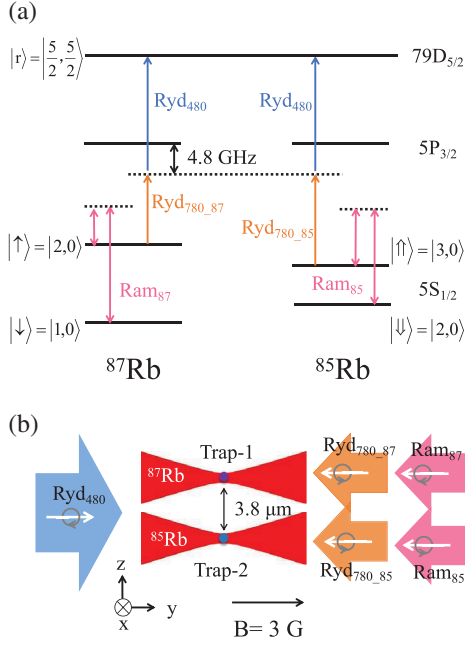 (a)
|r⟩ = |5/2, 5/2⟩
79D5/2
Ryd480
Ryd480
5P3/2
4.8 GHz
Ryd780_87
Ryd780_85
|↑⟩ = |2,0⟩
|⇑⟩ = |3,0⟩
Ram87
Ram85
5S1/2
|↓⟩ = |1,0⟩
|⇓⟩ = |2,0⟩
87Rb
85Rb
(b)
Trap-1
Ryd780_87
Ram87
87Rb
Ryd480
3.8 μm
85Rb
Trap-2
Ryd780_85
Ram85
z
y
x
B= 3 G